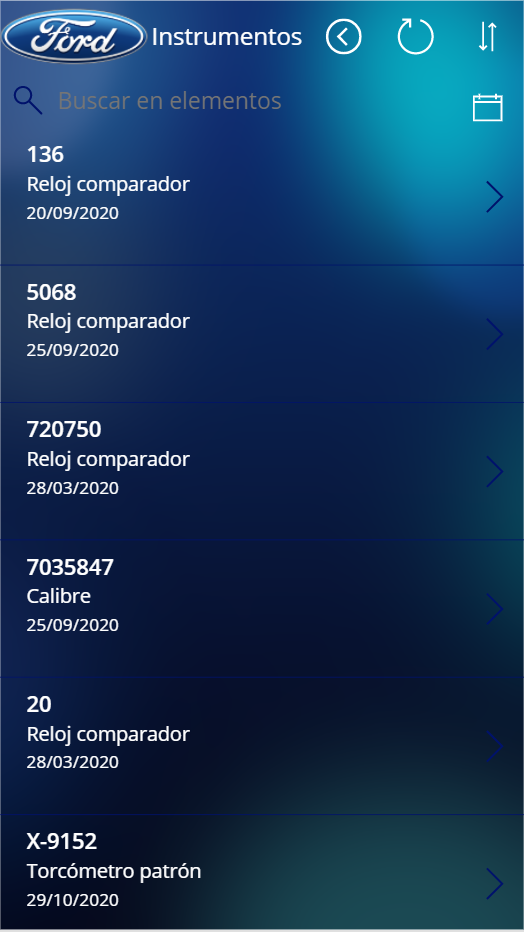 Ford Instrumentos
Buscar en elementos
136
Reloj comparador
20/09/2020
5068
Reloj comparador
25/09/2020
720750
Reloj comparador
28/03/2020
7035847
Calibre
25/09/2020
20
Reloj comparador
28/03/2020
X-9152
Torcómetro patrón
29/10/2020